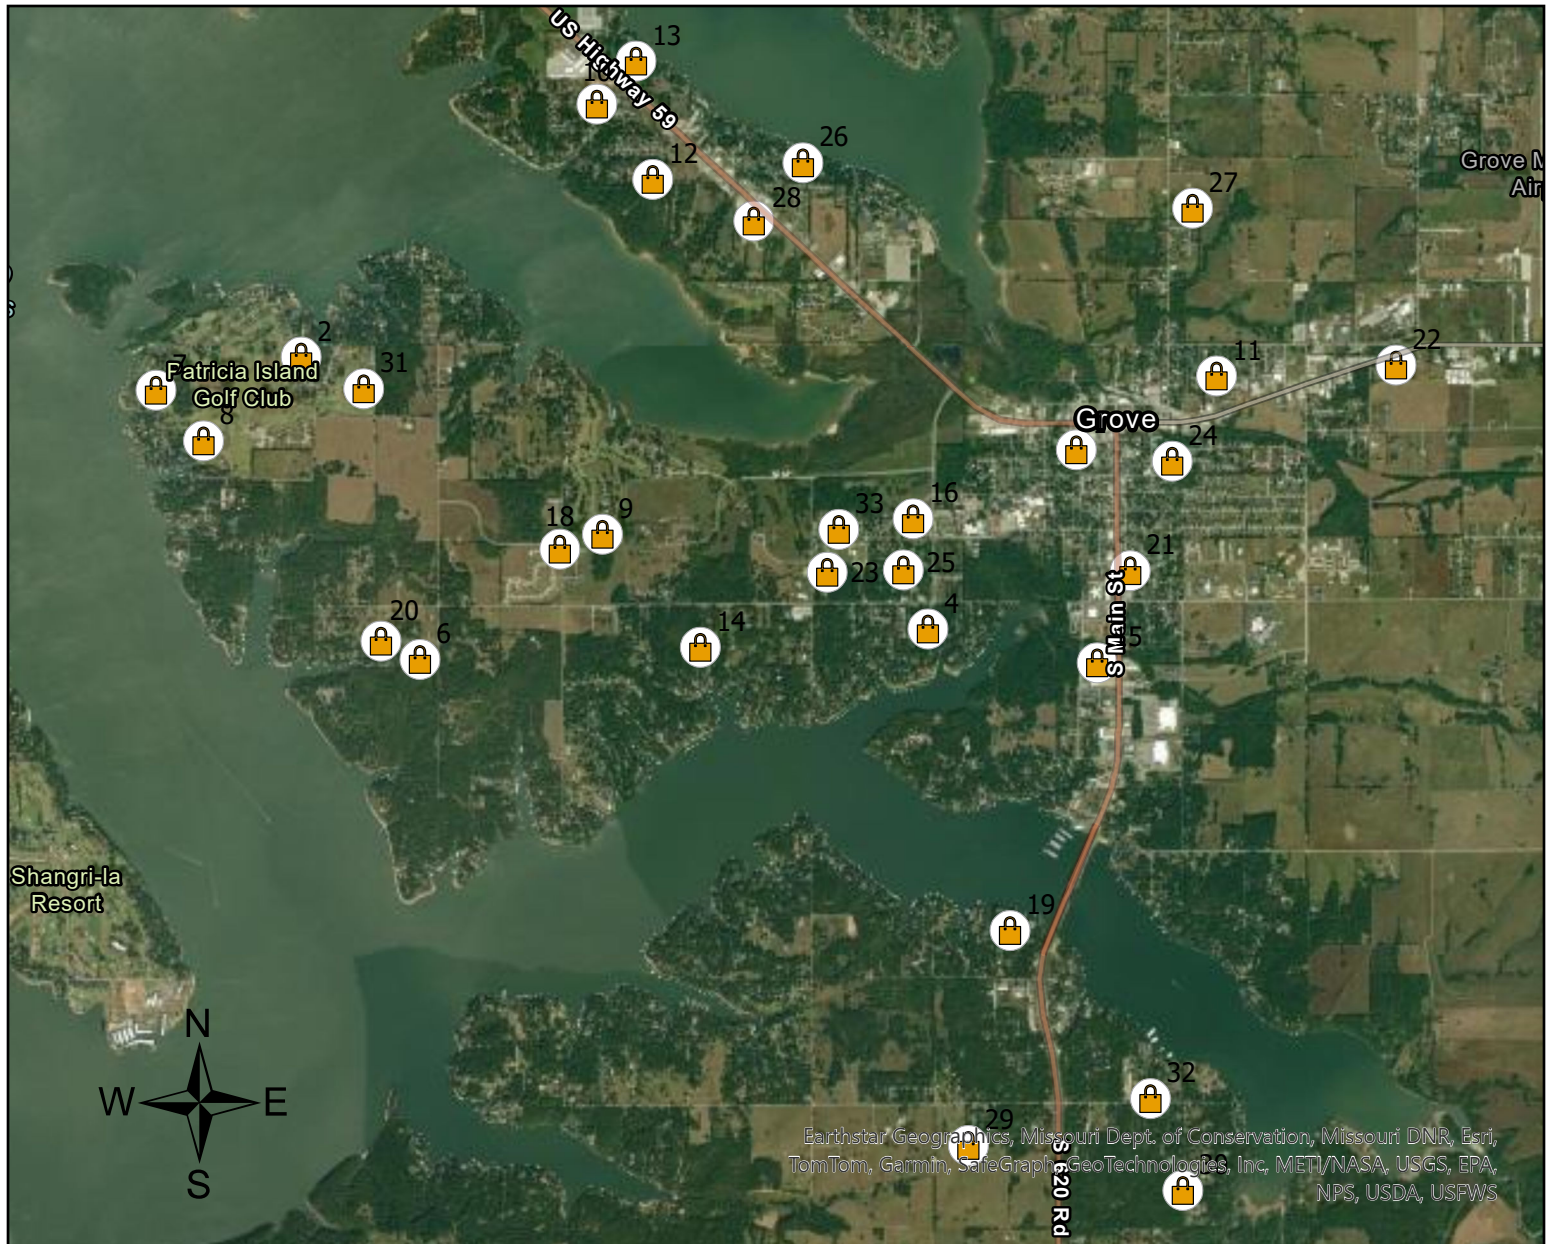 US Highway 59
13
12
26
28
27
Grove M
Air
2
7
Patricia Island
Golf Club
31
8
11
22
Grove
24
18
9
33
16
23
25
21
20
6
14
4
S Main St
15
Shangri-la
Resort
19
N
W
E
S
32
29
S 620 Rd
Earthstar Geographics, Missouri Dept. of Conservation, Missouri DNR, Esri,
TomTom, Garmin, SafeGraph, GeoTechnologies, Inc, METI/NASA, USGS, EPA,
NPS, USDA, USFWS